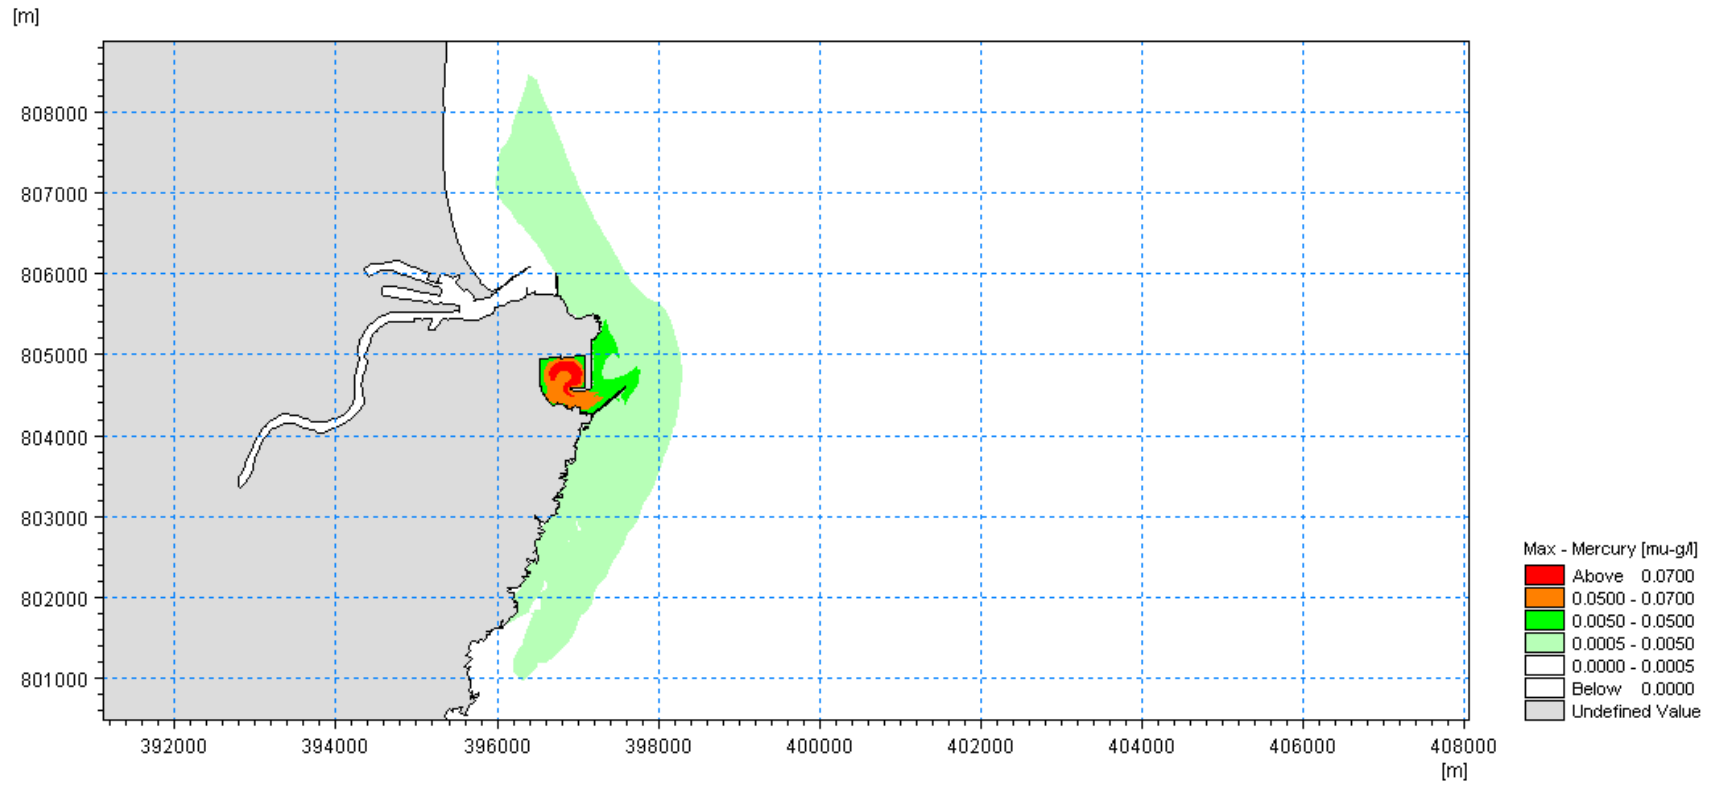 [m]
808000
807000
806000
805000
804000
803000
802000
801000
392000 394000 396000 398000 400000 402000 404000 406000 408000
[m]
Max - Mercury [mu-g/l]
Above 0.0700
0.0500 - 0.0700
0.0050 - 0.0500
0.0005 - 0.0050
0.0000 - 0.0005
Below 0.0000
Undefined Value